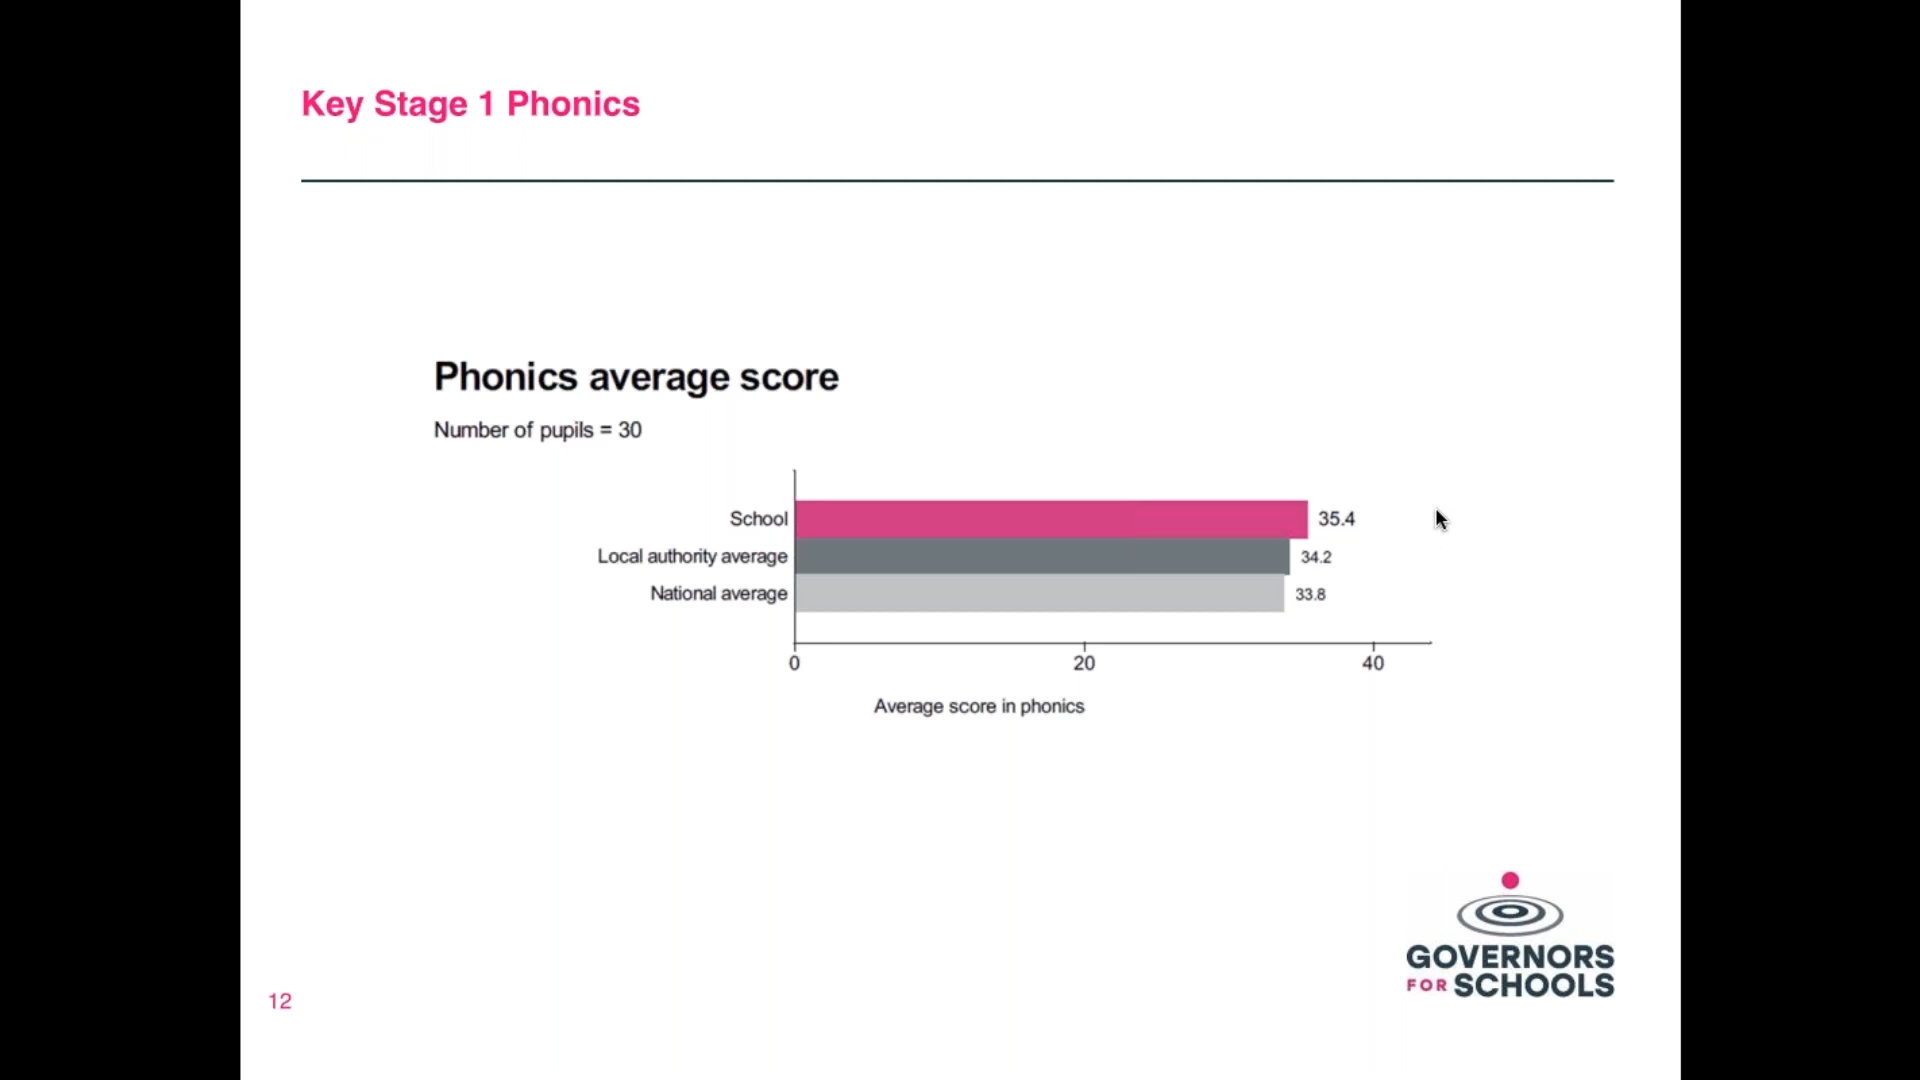 Key Stage 1 Phonics
Phonics average score
Number of pupils = 30
School 35.4
Local authority average 34.2
National average 33.8
0 20 40
Average score in phonics
GOVERNORS
FOR SCHOOLS
12